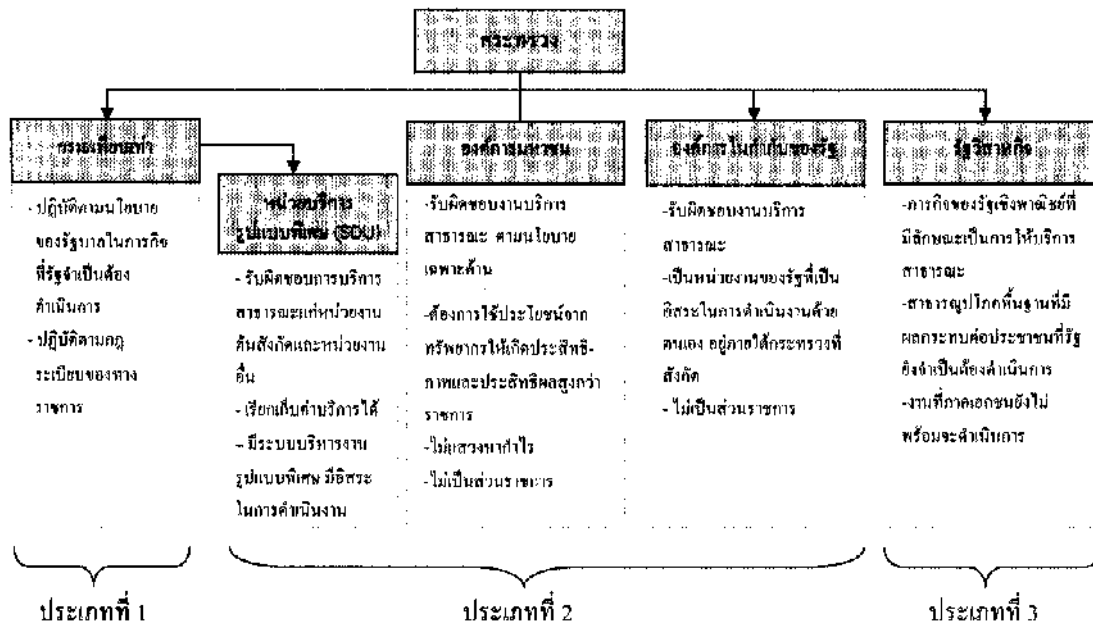 กระทรวง
กรมเทียบเท่า
- ปฏิบัติตามนโยบาย
ของรัฐบาลในภารกิจ
ที่รัฐจำเป็นต้อง
ดำเนินการ
- ปฏิบัติตามกฎ
ระเบียบของทาง
ราชการ
หน่วยบริการ
รูปแบบพิเศษ (SDU)
- รับผิดชอบการบริการ
สาธารณะแก่หน่วยงาน
ต้นสังกัดและหน่วยงาน
อื่น
- เรียกเก็บค่าบริการได้
- มีระบบบริหารงาน
รูปแบบพิเศษ มีอิสระ
ในการดำเนินงาน
องค์การมหาชน
-รับผิดชอบงานบริการ
สาธารณะ ตามนโยบาย
เฉพาะด้าน
-ต้องการใช้ประโยชน์จาก
ทรัพยากรให้เกิดประสิทธิ-
ภาพและประสิทธิผลสูงกว่า
ราชการ
-ไม่แสวงหากำไร
-ไม่เป็นส่วนราชการ
องค์การในกำกับของรัฐ
-รับผิดชอบงานบริการ
สาธารณะ
-เป็นหน่วยงานของรัฐที่เป็น
อิสระในการดำเนินงานด้วย
ตนเอง อยู่ภายใต้กระทรวงที่
สังกัด
- ไม่เป็นส่วนราชการ
รัฐวิสาหกิจ
-ภารกิจของรัฐเชิงพาณิชย์ที่
มีลักษณะเป็นการให้บริการ
สาธารณะ
-สาธารณูปโภคพื้นฐานที่มี
ผลกระทบต่อประชาชนที่รัฐ
ยังจำเป็นต้องดำเนินการ
-งานที่ภาคเอกชนยังไม่
พร้อมจะดำเนินการ
ประเภทที่ 1
ประเภทที่ 2
ประเภทที่ 3